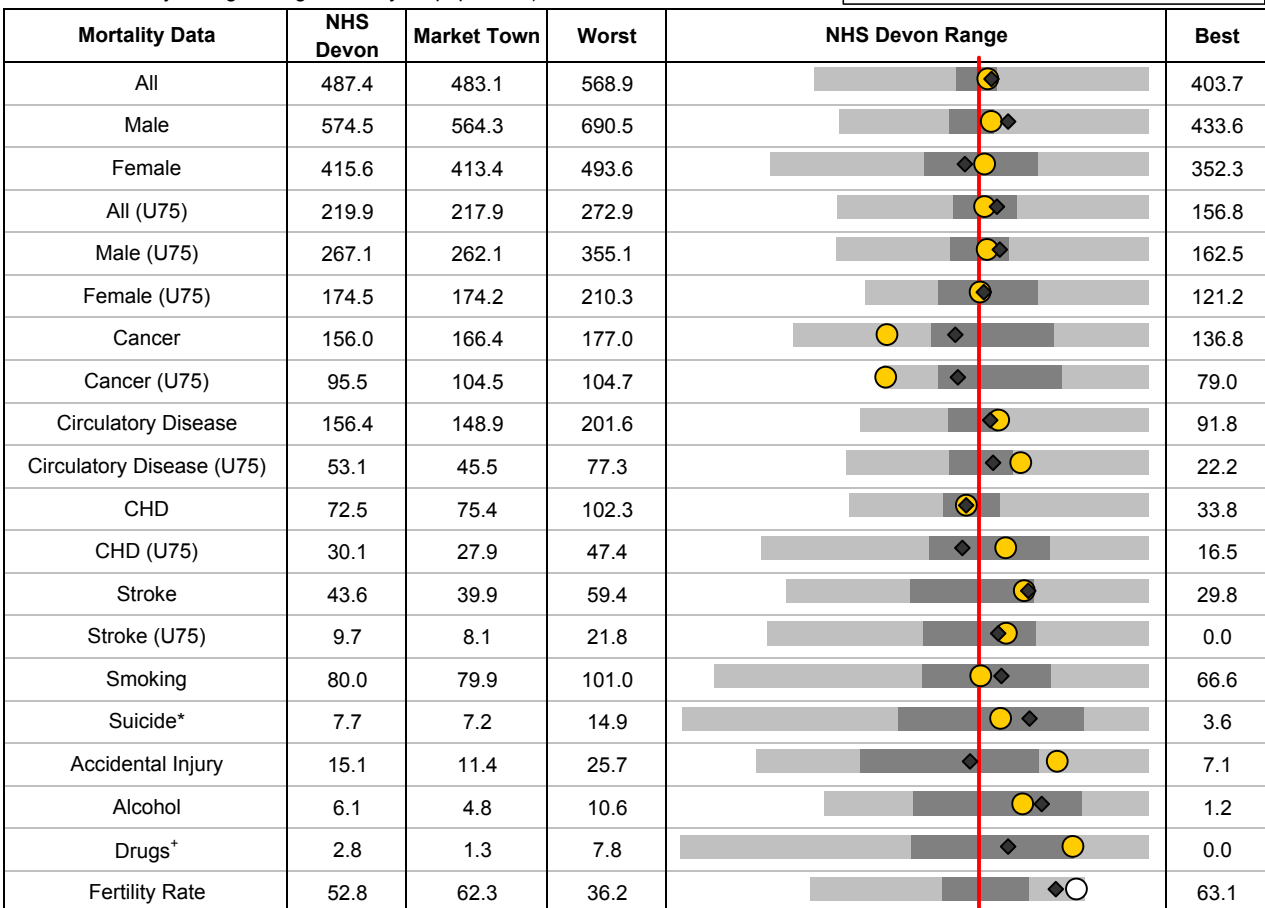 Mortality Data NHS Devon Market Town Worst NHS Devon Range Best
All 487.4 483.1 568.9 403.7
Male 574.5 564.3 690.5 433.6
Female 415.6 413.4 493.6 352.3
All (U75) 219.9 217.9 272.9 156.8
Male (U75) 267.1 262.1 355.1 162.5
Female (U75) 174.5 174.2 210.3 121.2
Cancer 156.0 166.4 177.0 136.8
Cancer (U75) 95.5 104.5 104.7 79.0
Circulatory Disease 156.4 148.9 201.6 91.8
Circulatory Disease (U75) 53.1 45.5 77.3 22.2
CHD 72.5 75.4 102.3 33.8
CHD (U75) 30.1 27.9 47.4 16.5
Stroke 43.6 39.9 59.4 29.8
Stroke (U75) 9.7 8.1 21.8 0.0
Smoking 80.0 79.9 101.0 66.6
Suicide* 7.7 7.2 14.9 3.6
Accidental Injury 15.1 11.4 25.7 7.1
Alcohol 6.1 4.8 10.6 1.2
Drugs+ 2.8 1.3 7.8 0.0
Fertility Rate 52.8 62.3 36.2 63.1